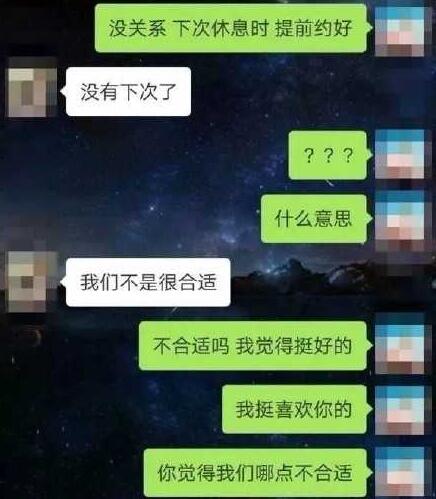 没关系 下次休息时 提前约好
没有下次了
？？？
什么意思
我们不是很合适
不合适吗 我觉得挺好的
我挺喜欢你的
你觉得我们哪点不合适